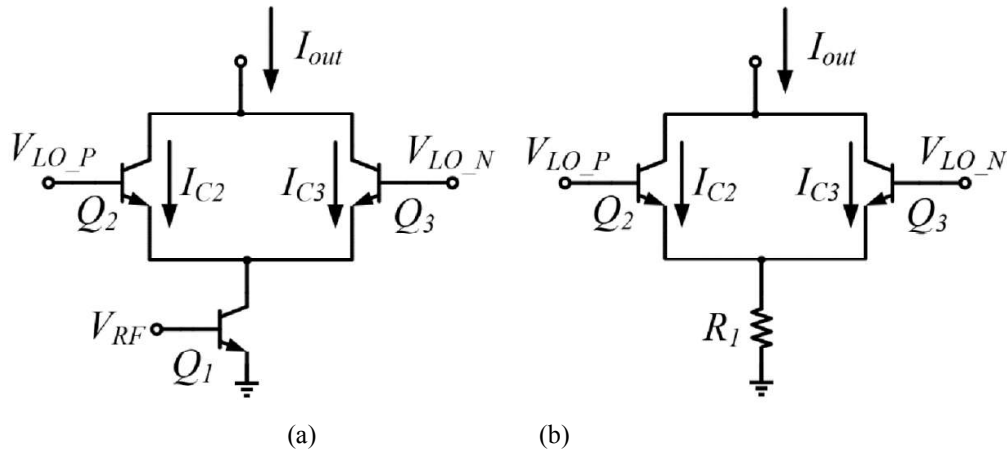 I_out
I_out
V_LO_P
V_LO_N
V_LO_P
V_LO_N
I_C2
I_C3
I_C2
I_C3
Q_2
Q_3
Q_2
Q_3
V_RF
Q_1
R_1
(a)
(b)